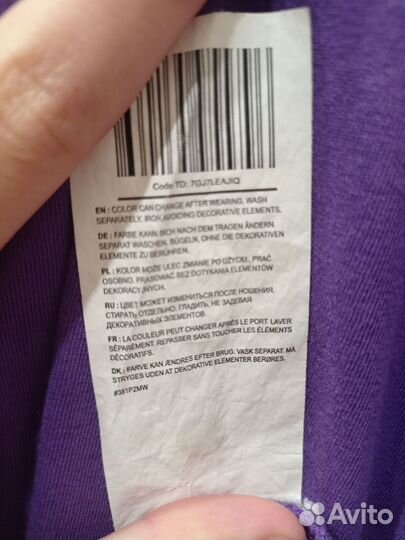 Code TD: 7GJ7LEAJIQ
EN : COLOR CAN CHANGE AFTER WEARING. WASH
SEPARATELY. IRON AVOIDING DECORATIVE ELEMENTS.
DE : FARBE KANN SICH NACH DEM TRAGEN ÄNDERN.
SEPARAT WASCHEN. BÜGELN, OHNE DIE DEKORATIVEN
ELEMENTE ZU BERÜHREN.
PL : KOLOR MOŻE ULEC ZMIANIE PO UŻYCIU. PRAĆ
OSOBNO. PRASOWAĆ BEZ DOTYKANIA ELEMENTÓW
DEKORACYJNYCH.
RU : ЦВЕТ МОЖЕТ ИЗМЕНИТЬСЯ ПОСЛЕ НОШЕНИЯ.
СТИРАТЬ ОТДЕЛЬНО. ГЛАДИТЬ, НЕ ЗАДЕВАЯ
ДЕКОРАТИВНЫХ ЭЛЕМЕНТОВ.
FR : LA COULEUR PEUT CHANGER APRÈS LE PORT. LAVER
SÉPARÉMENT. REPASSER SANS TOUCHER LES ÉLÉMENTS
DÉCORATIFS.
DK : FARVE KAN ÆNDRES EFTER BRUG. VASK SEPARAT. MÅ
STRYGES UDEN AT DEKORATIVE ELEMENTER BERØRES.
#381P2MW
Avito